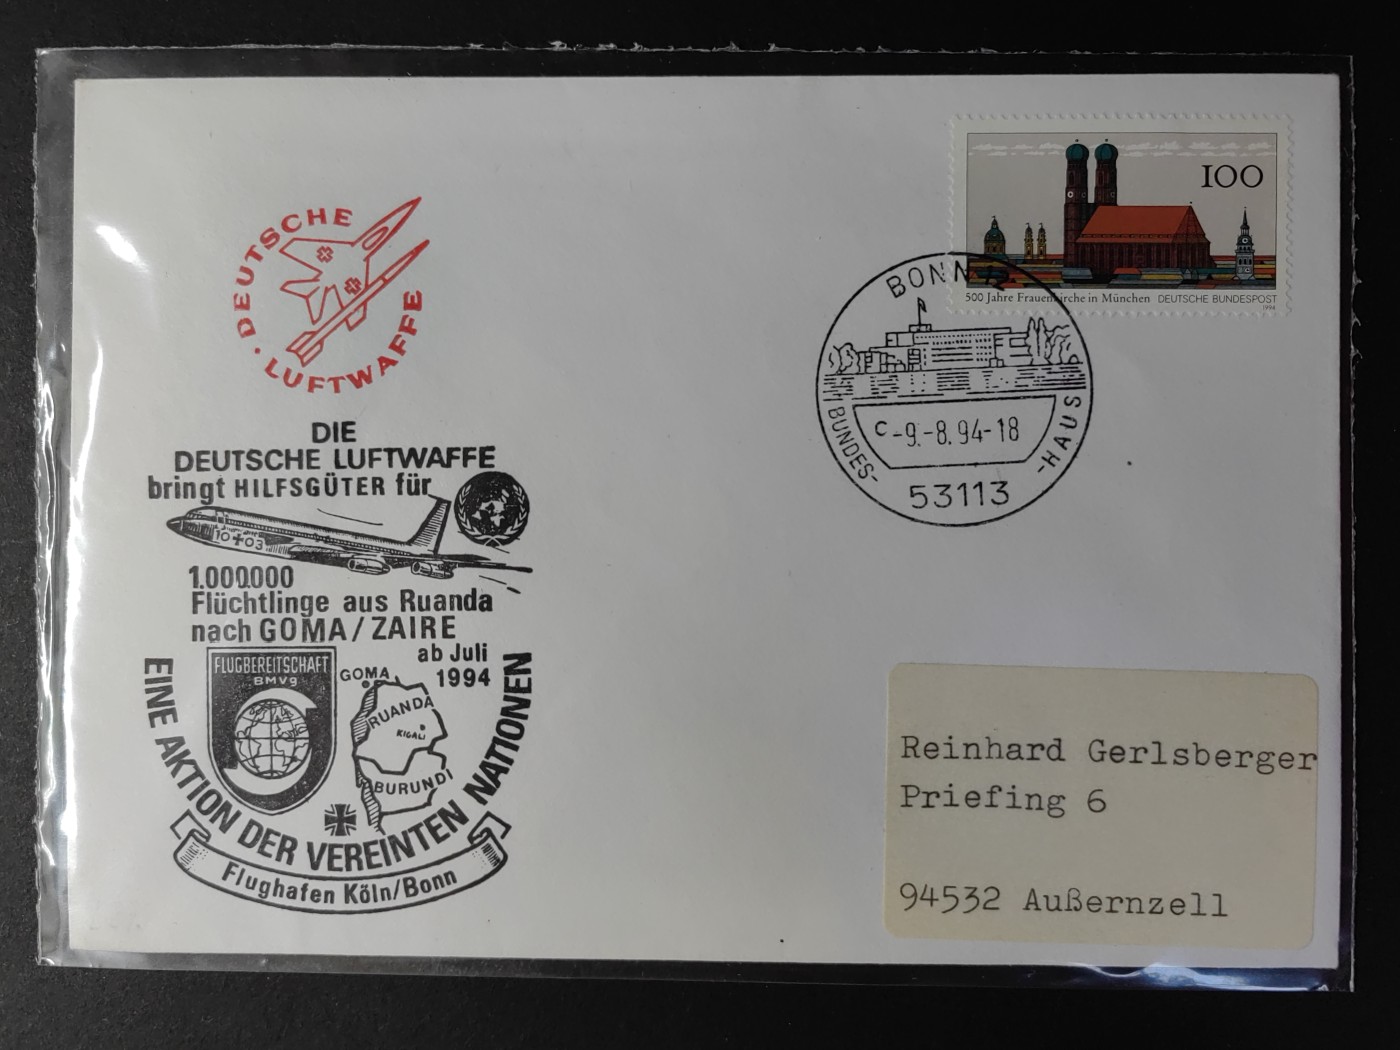 DEUTSCHE
· LUFTWAFFE
100
500 Jahre Frauenkirche in München DEUTSCHE BUNDESPOST
1994
BONN 12
C-9.-8.94-18
BUNDES-
-HAUS
53113
DIE
DEUTSCHE LUFTWAFFE
bringt HILFSGÜTER für
10+03
1.000.000
Flüchtlinge aus Ruanda
nach GOMA/ZAIRE
ab Juli
1994
FLUGBEREITSCHAFT
BMVg
GOMA
RUANDA
KIGALI
BURUNDI
EINE AKTION DER VEREINTEN NATIONEN
Flughafen Köln/Bonn
Reinhard Gerlsberger
Priefing 6
94532 Außernzell